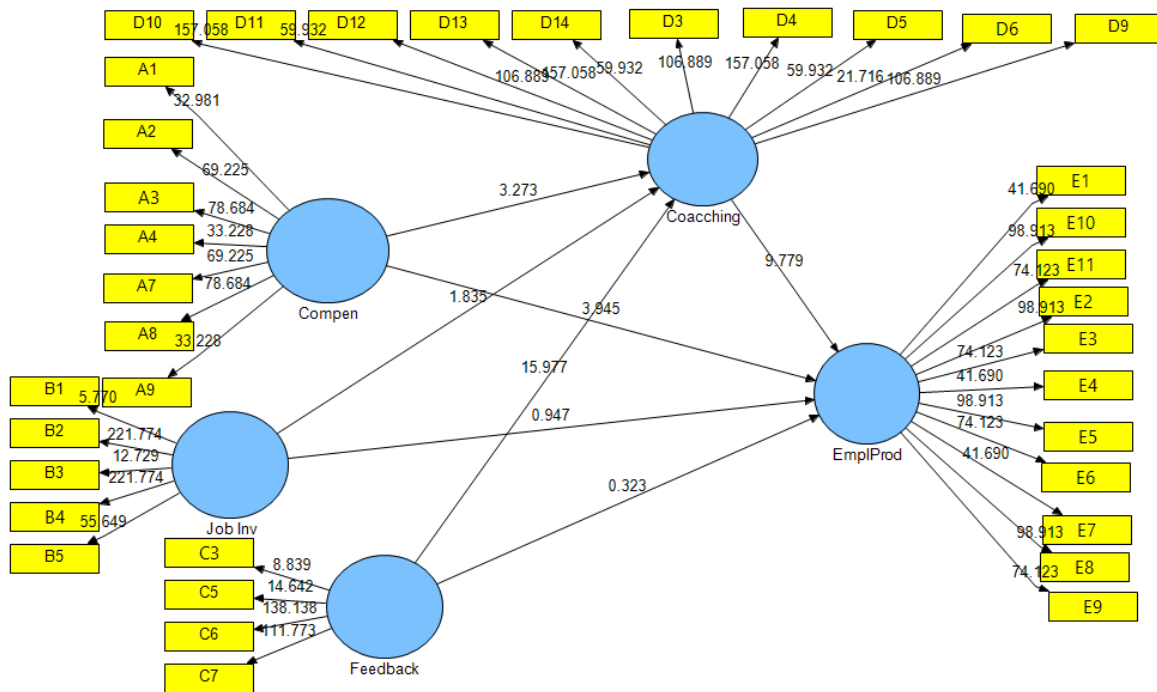 D10 157.058 D11 59.932 D12 D13 D14 D3 D4 D5 D6 D9
106.889 157.058 59.932 106.889 157.058 59.932 21.716 106.889
A1
32.981
A2
69.225
A3
78.684
A4
33.228
A7
69.225
A8
78.684
A9
33.228
Compen
3.273
Coacching
1.835
3.945
9.779
15.977
0.947
0.323
B1
5.770
B2
221.774
B3
12.729
B4
221.774
B5
55.649
Job Inv
C3
8.839
C5
14.642
C6
138.138
C7
111.773
Feedback
EmplProd
E1
41.690
E10
98.913
E11
74.123
E2
98.913
E3
74.123
E4
41.690
E5
98.913
E6
74.123
E7
41.690
E8
98.913
E9
74.123